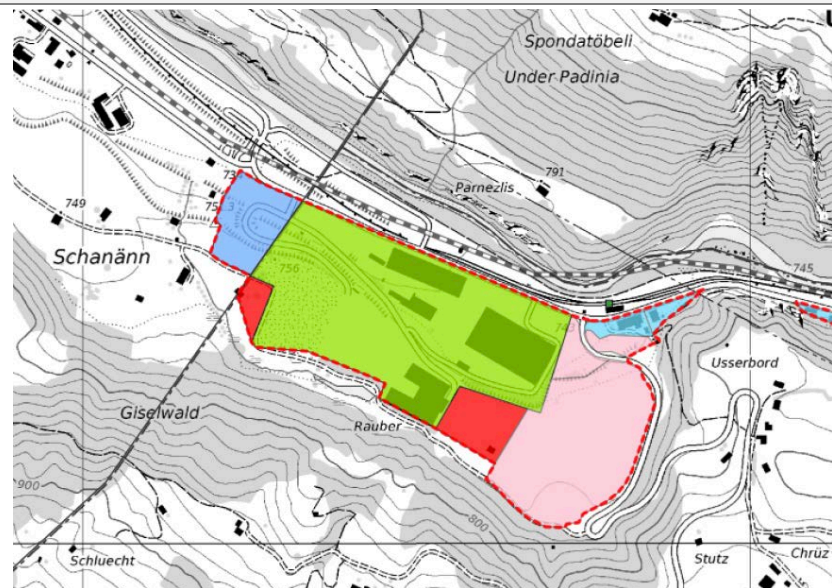 Spondatöbeli
Under Padinia
791
Parnezlis
749
Schanänn
756
745
Usserbord
Giselwald
Rauber
900
800
Schluecht
Stutz
Chrüz